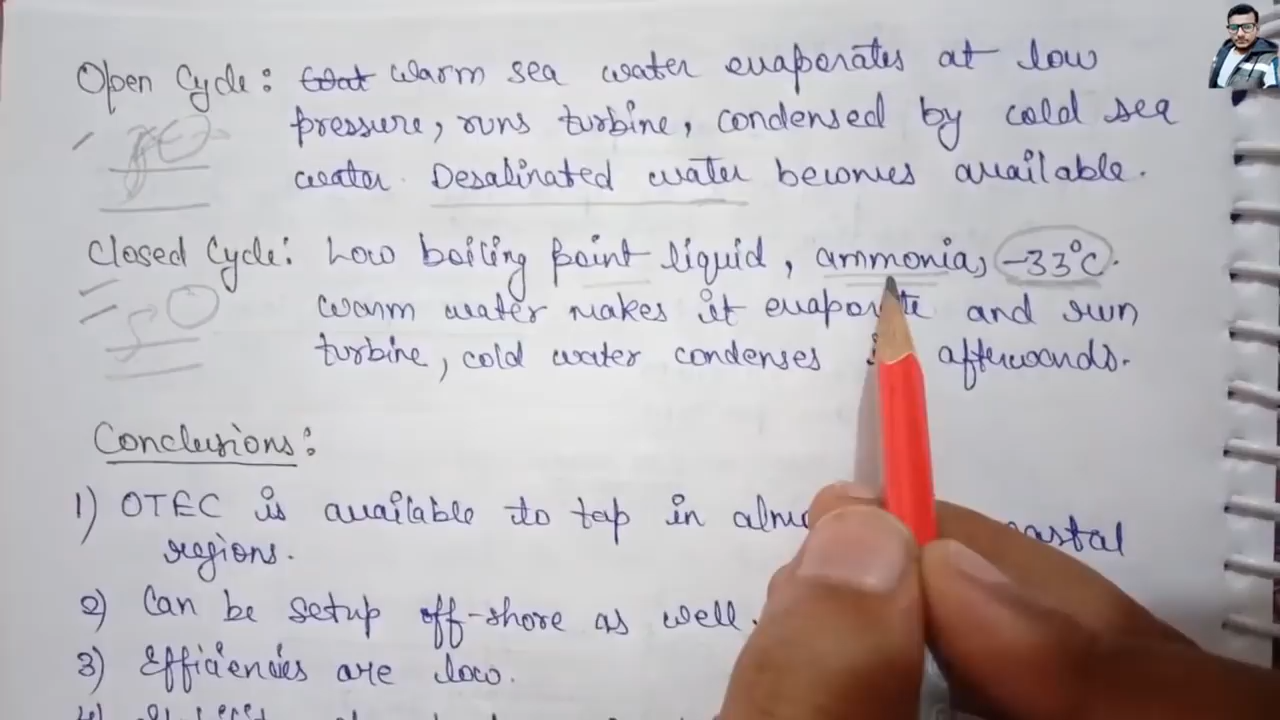 Open Cycle: warm sea water evaporates at low
pressure, runs turbine, condensed by cold sea
water. Desalinated water becomes available.
Closed Cycle: Low boiling point liquid, ammonia, -33°C.
warm water makes it evaporate and run
turbine, cold water condenses afterwards.
Conclusions:
1) OTEC is available to tap in
regions.
2) Can be setup off-shore as well.
3) Efficiencies are low.